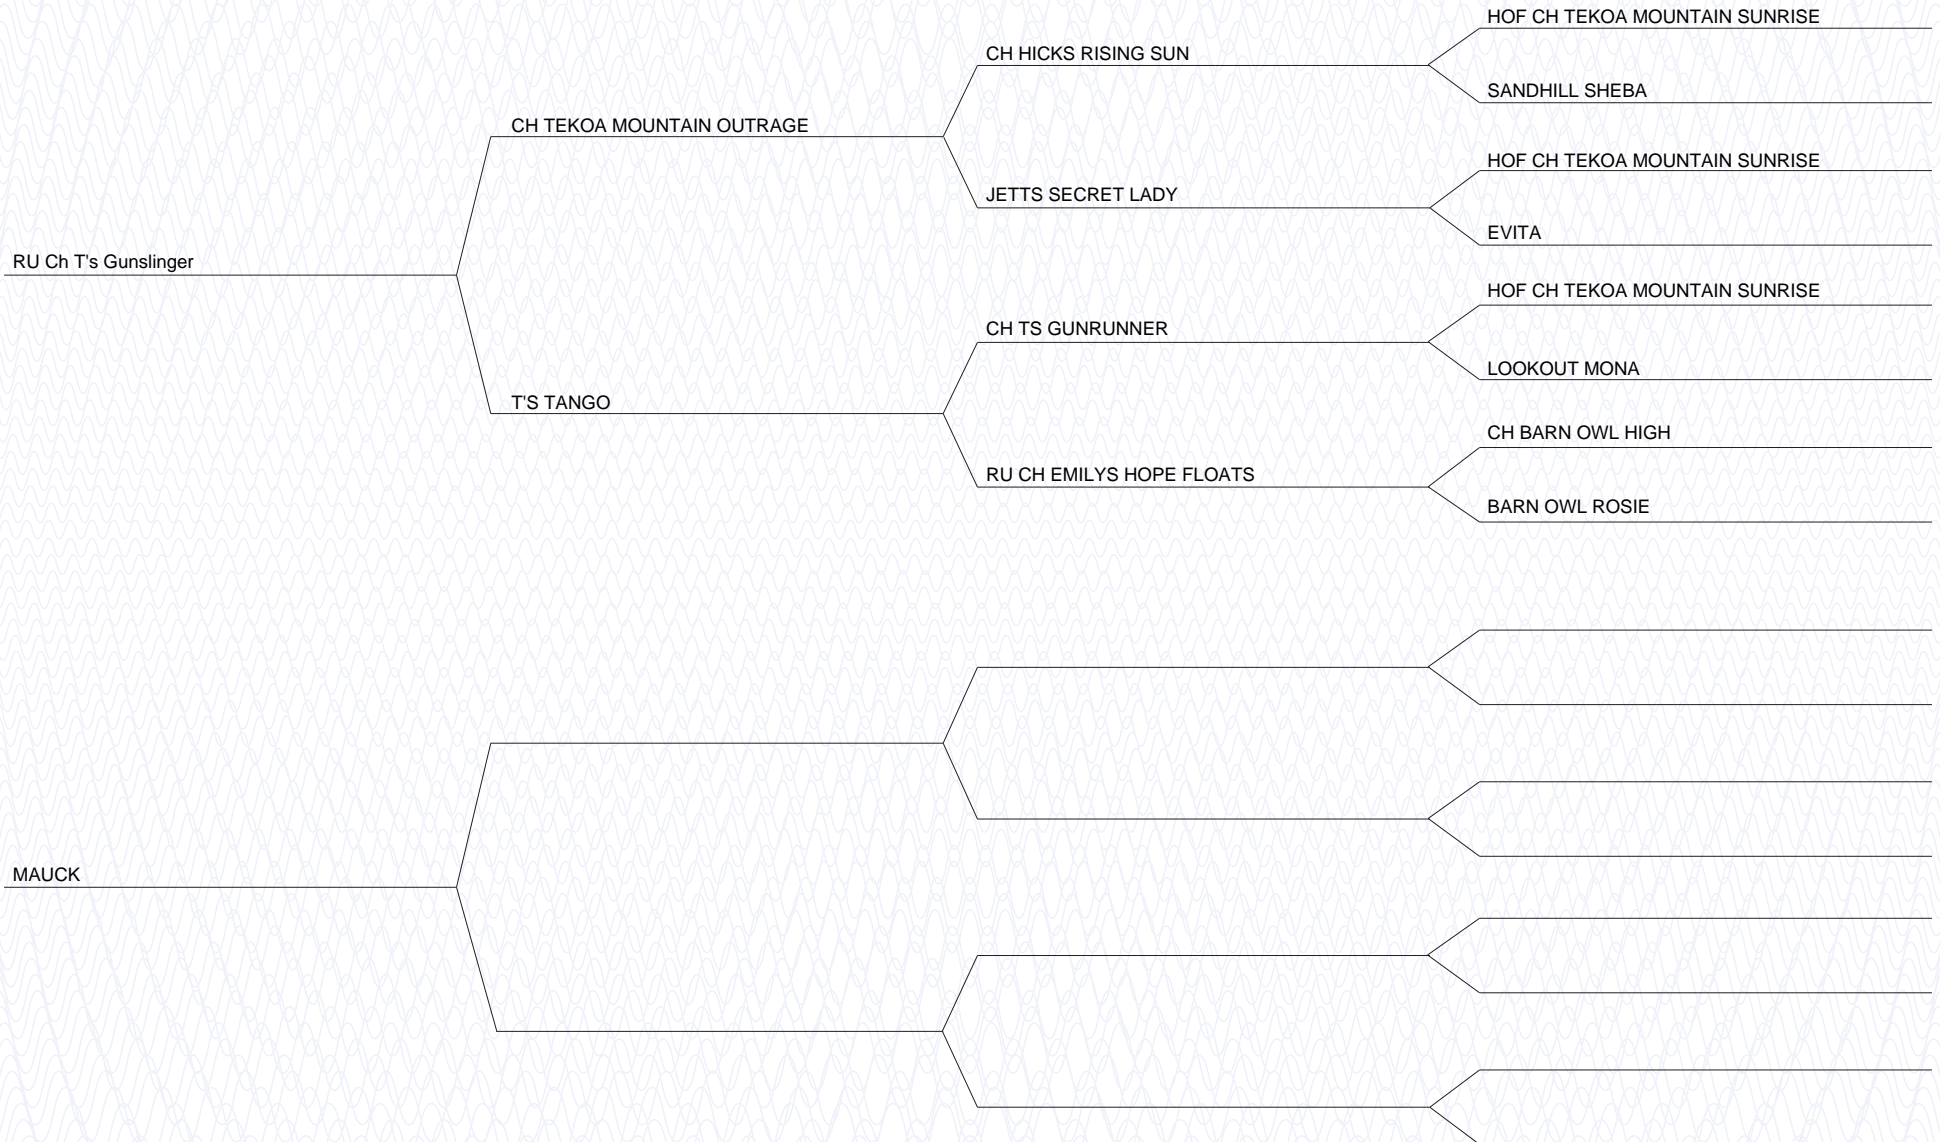 HOF CH TEKOA MOUNTAIN SUNRISE
CH HICKS RISING SUN
SANDHILL SHEBA
CH TEKOA MOUNTAIN OUTRAGE
HOF CH TEKOA MOUNTAIN SUNRISE
JETTS SECRET LADY
EVITA
RU Ch T's Gunslinger
HOF CH TEKOA MOUNTAIN SUNRISE
CH TS GUNRUNNER
LOOKOUT MONA
T'S TANGO
CH BARN OWL HIGH
RU CH EMILYS HOPE FLOATS
BARN OWL ROSIE
MAUCK